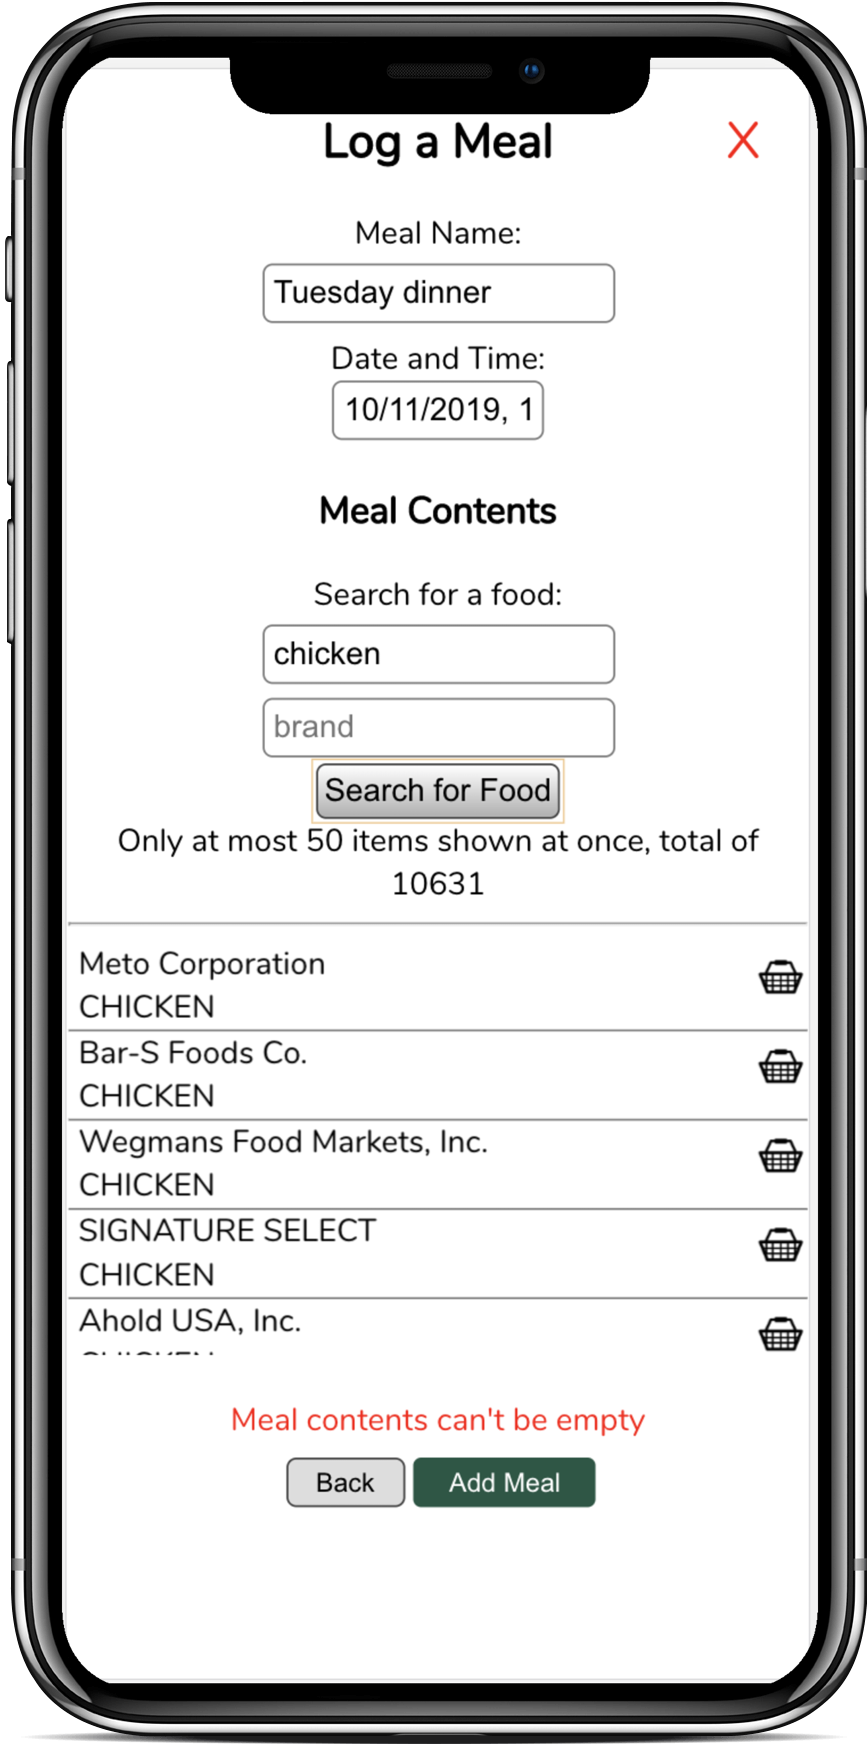 Log a Meal
Meal Name:
Tuesday dinner
Date and Time:
10/11/2019, 1
Meal Contents
Search for a food:
chicken
brand
Search for Food
Only at most 50 items shown at once, total of
10631
Meto Corporation
CHICKEN
Bar-S Foods Co.
CHICKEN
Wegmans Food Markets, Inc.
CHICKEN
SIGNATURE SELECT
CHICKEN
Ahold USA, Inc.
Meal contents can't be empty
Back
Add Meal